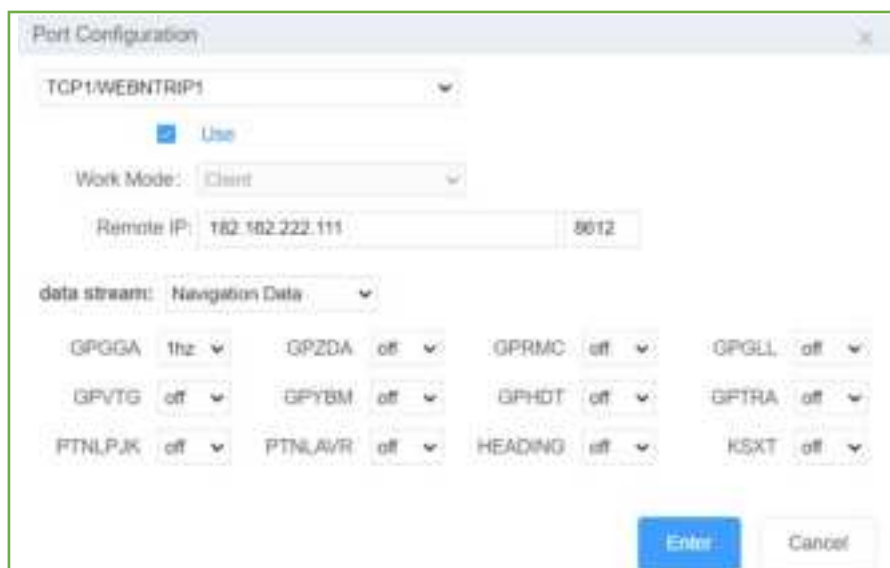 Port Configuration
TCP1/WEBNTRIP1
Use
Work Mode: Client
Remote IP: 182.162.222.111 8612
data stream: Navigation Data
GPGGA 1hz GPZDA off GPRMC off GPGLL off
GPVTG off GPYBM off GPHDT off GPTRA off
PTNLPJK off PTNLAVR off HEADING off KSXT off
Enter Cancel